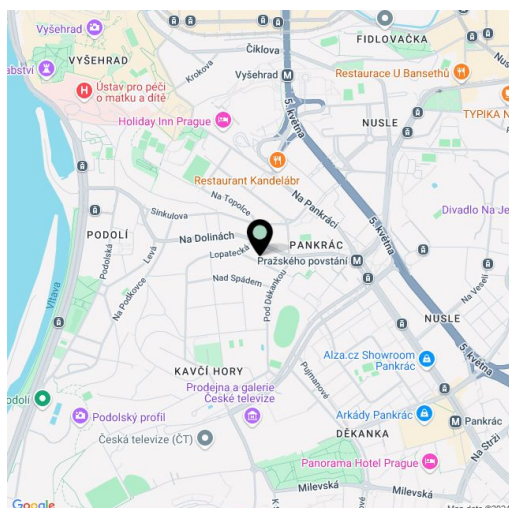 Vyšehrad
VYŠEHRAD
Ústav pro péči
o matku a dítě
Krokova
Čiklova
Vyšehrad
FIDLOVAČKA
Restaurace U Bansethů
TYPIKA
NUSLE
5. května
Holiday Inn Prague
Restaurant Kandelábr
Na Topolce
Na Pankráci
Sinkulova
PODOLÍ
Na Dolinách
Lopatecká
PANKRÁC
Pražského povstání
5. května
Divadlo Na Je
Na Veselí
Podolská
Levá
Na Podkovce
Nad Spádem
Pod Děkankou
Vltava
NUSLE
5. května
Alza.cz Showroom
Pankrác
KAVČÍ HORY
Prodejna a galerie
České televize
Pujmanové
Podolský profil
Česká televize (ČT)
Arkády Pankrác
Pankrác
DĚKANKA
Na Strži
Panorama Hotel Prague
Milevská
Milevská
Google